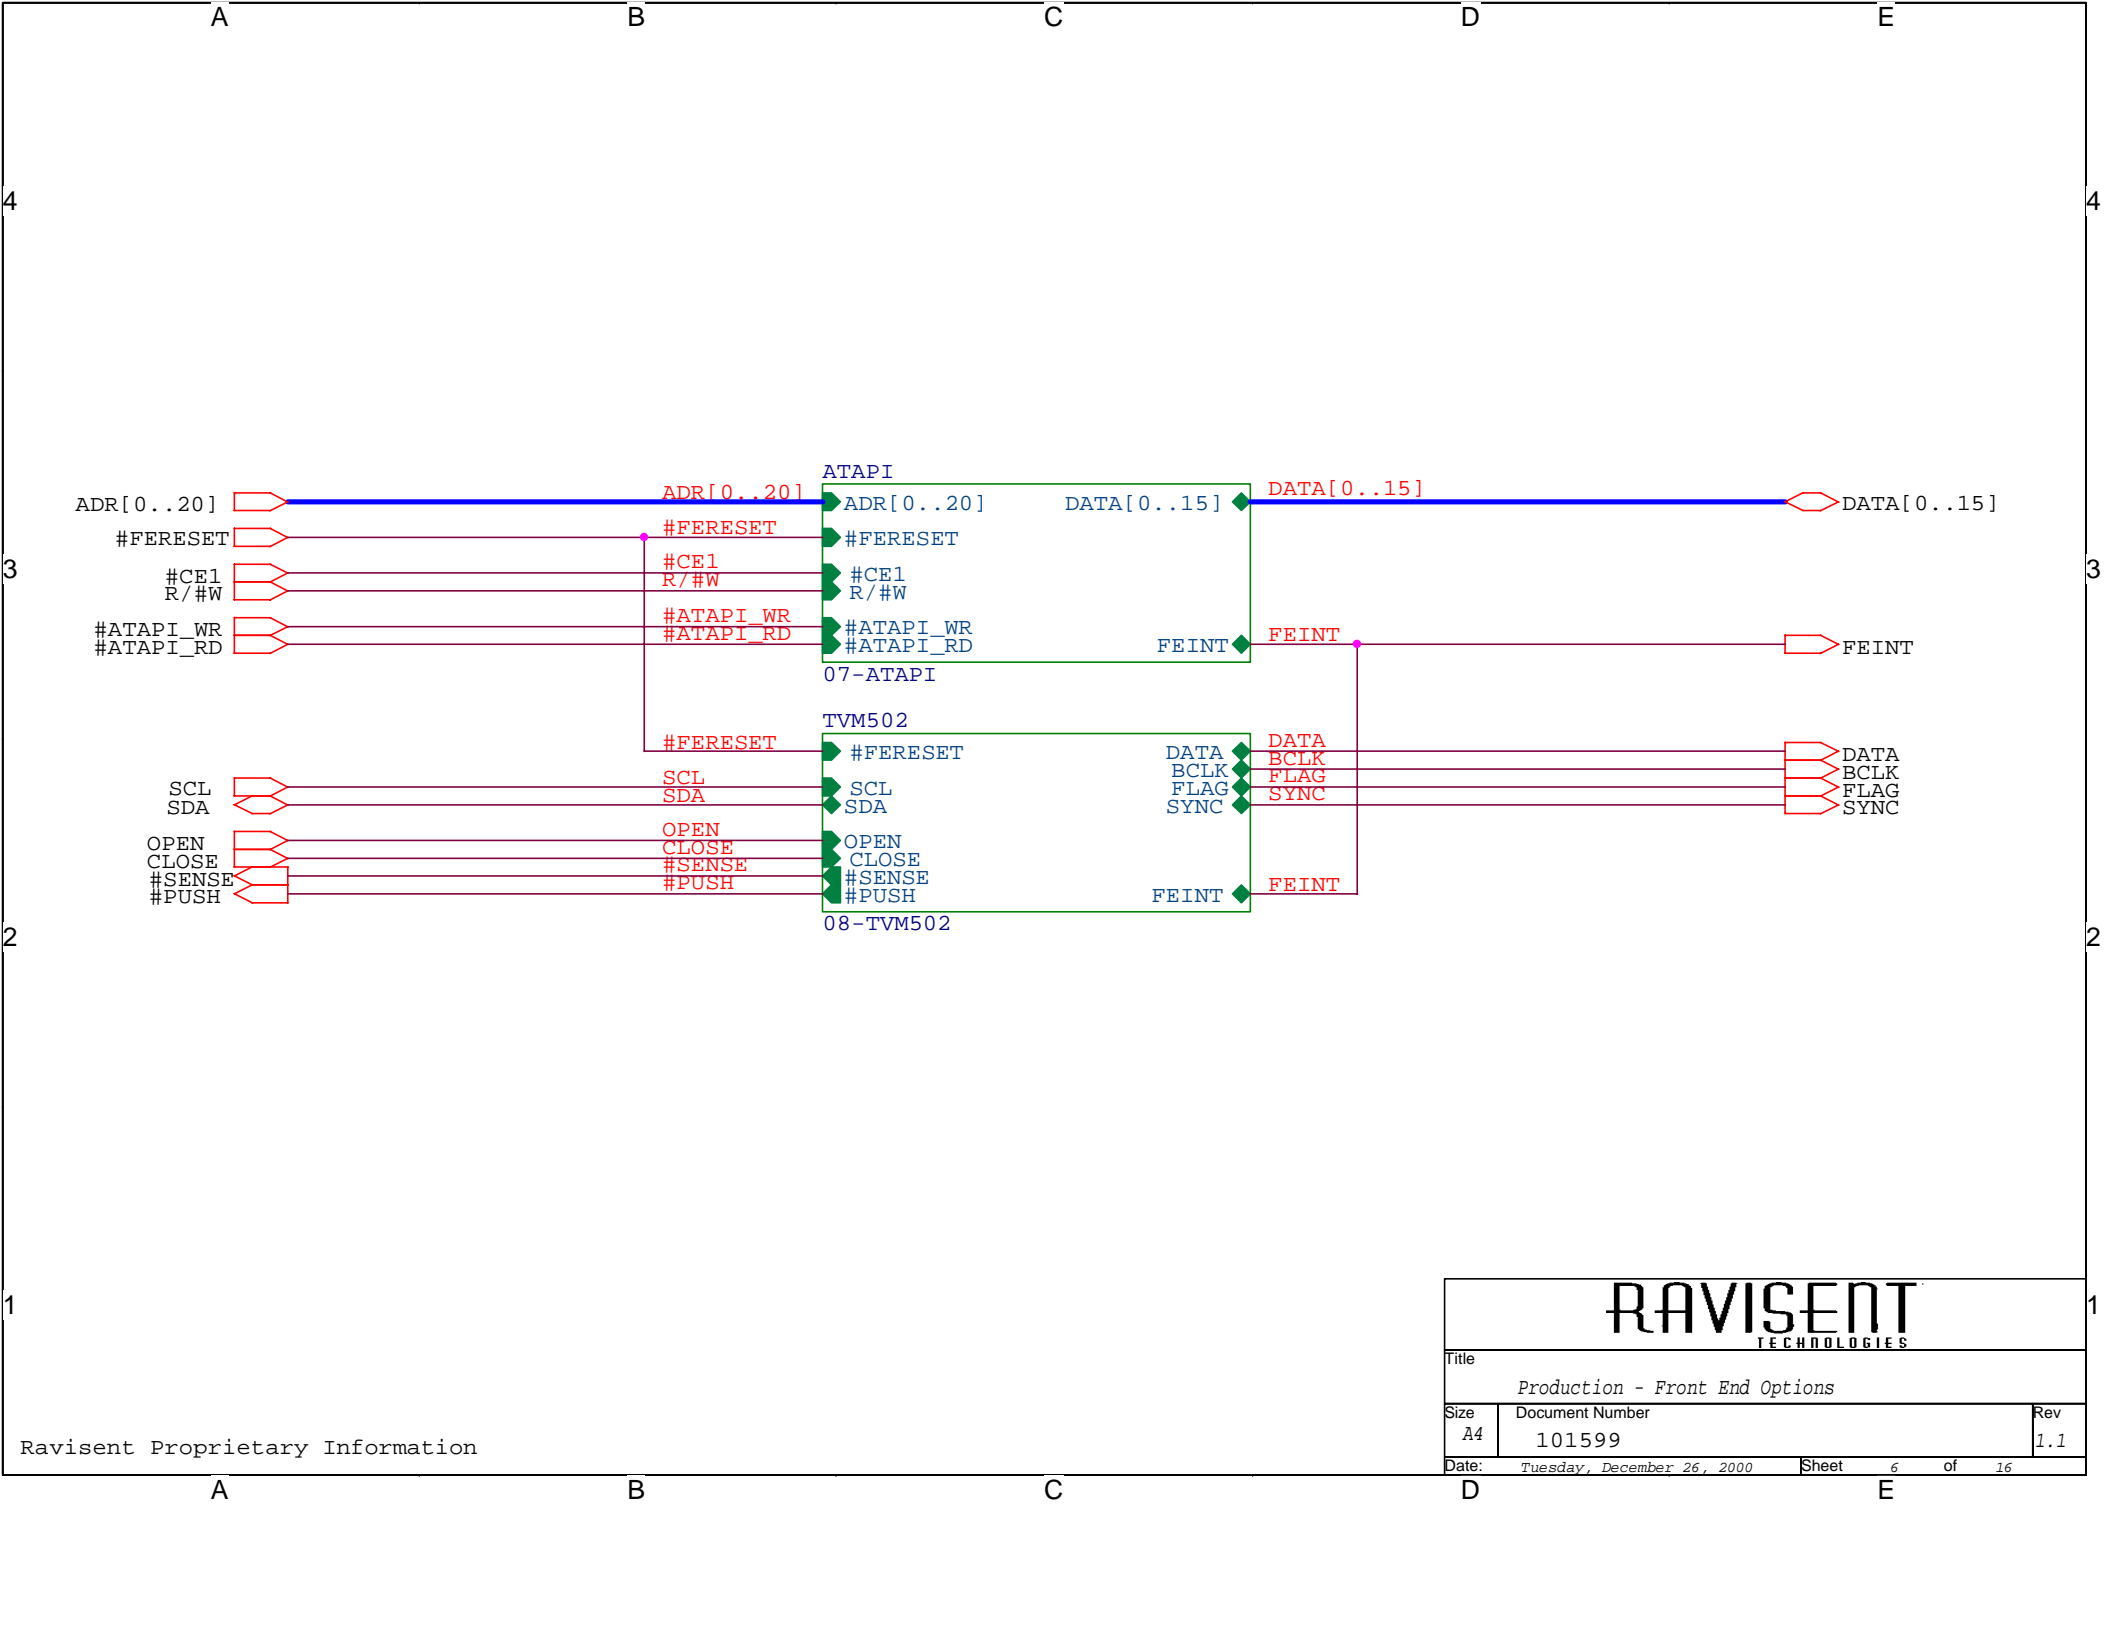 A B C D E
4 4
ATAPI
ADR[0..20] ADR[0..20] ADR[0..20] DATA[0..15] DATA[0..15] DATA[0..15]
#FERESET #FERESET #FERESET
3 3
#CE1 #CE1 #CE1
R/#W R/#W R/#W
#ATAPI_WR #ATAPI_WR #ATAPI_WR
#ATAPI_RD #ATAPI_RD #ATAPI_RD FEINT FEINT FEINT
07-ATAPI
TVM502
#FERESET #FERESET DATA DATA DATA
BCLK BCLK BCLK
SCL SCL SCL FLAG FLAG FLAG
SDA SDA SDA SYNC SYNC SYNC
OPEN OPEN OPEN
CLOSE CLOSE CLOSE
#SENSE #SENSE #SENSE
#PUSH #PUSH #PUSH FEINT FEINT
08-TVM502
2 2
1 1
RAVISENT
TECHNOLOGIES
Title
Production - Front End Options
Size Document Number Rev
A4 101599 1.1
Ravisent Proprietary Information
Date: Tuesday, December 26, 2000 Sheet 6 of 16
A B C D E